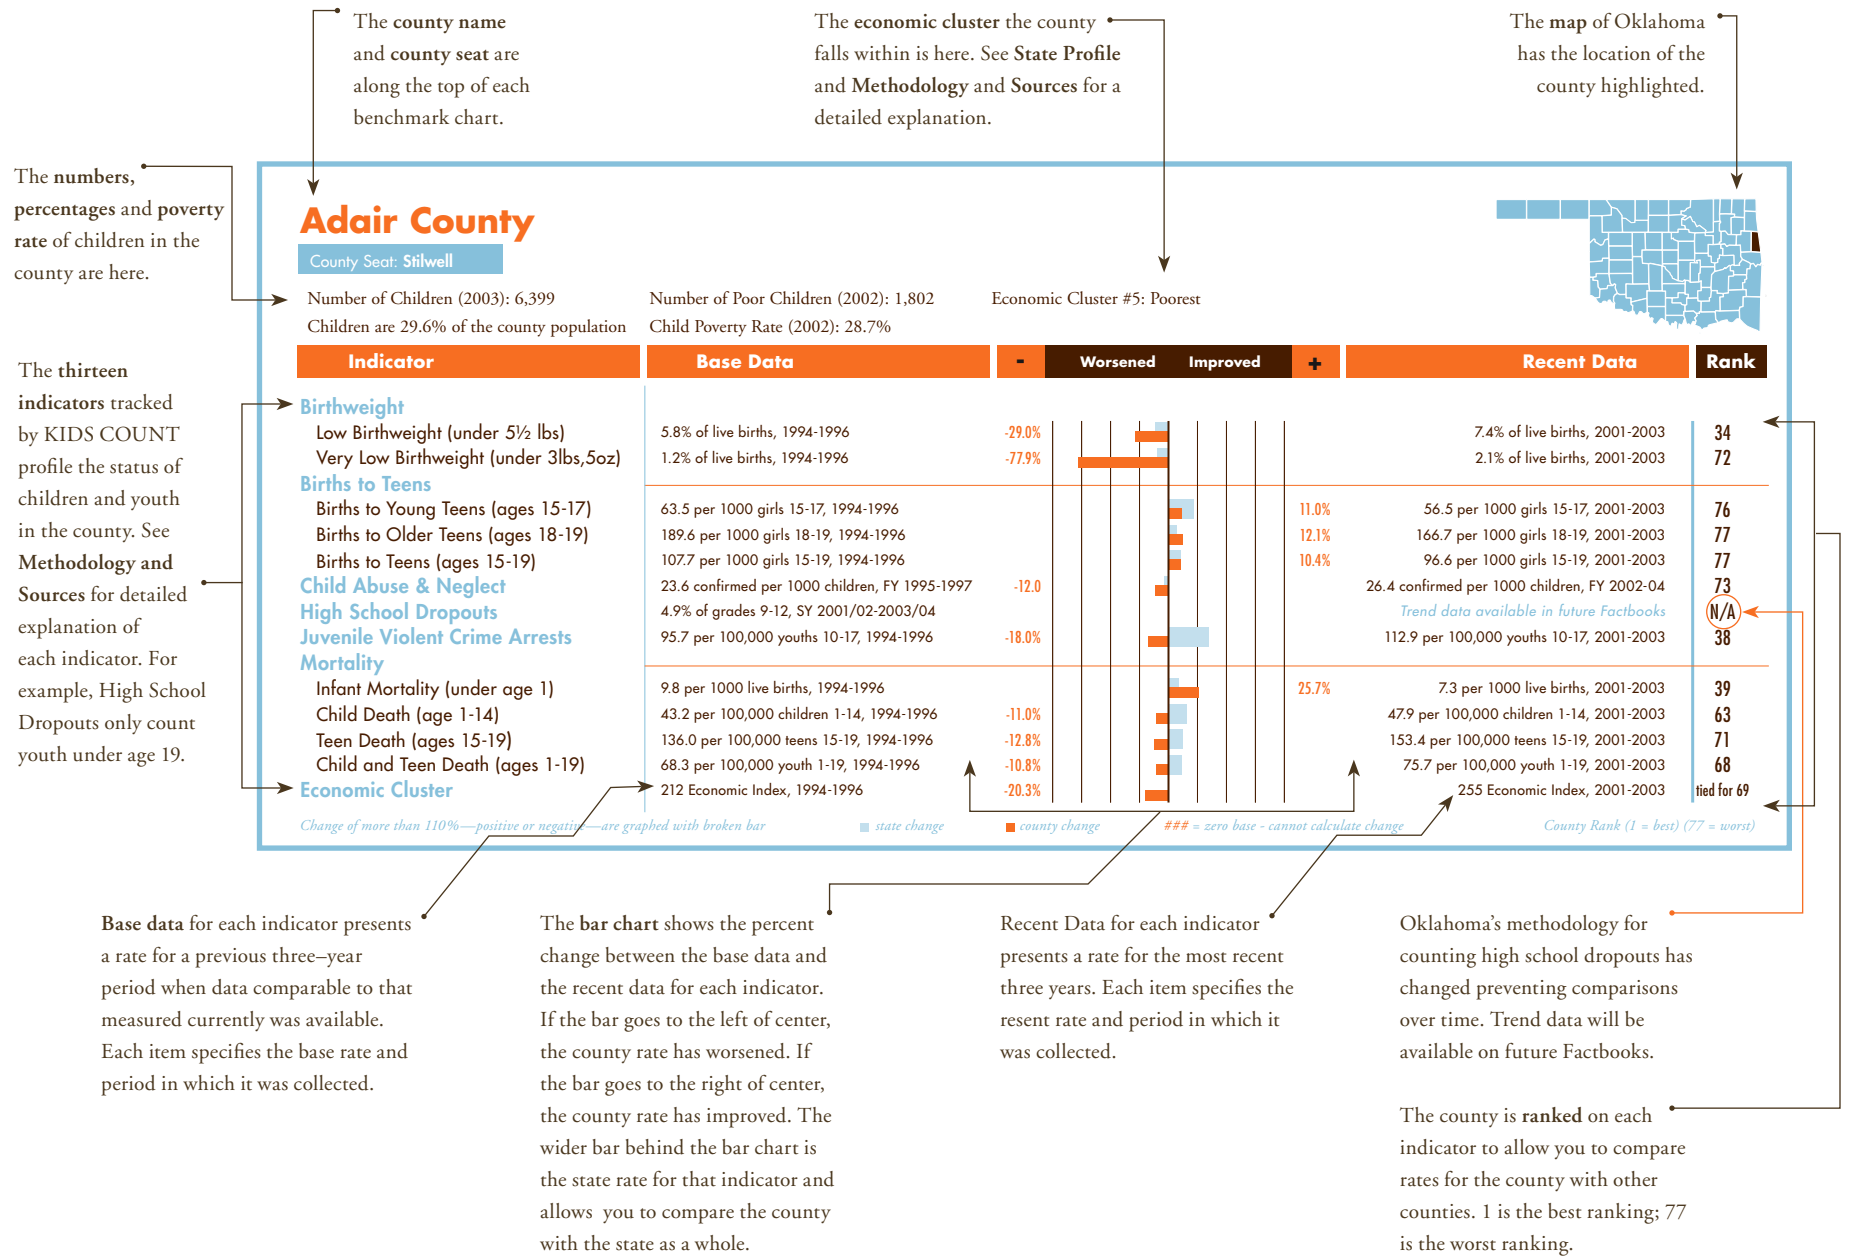 The county name
and county seat are
along the top of each
benchmark chart.
The economic cluster the county
falls within is here. See State Profile
and Methodology and Sources for a
detailed explanation.
The map of Oklahoma
has the location of the
county highlighted.
The numbers,
percentages and poverty
rate of children in the
county are here.
Adair County
County Seat: Stilwell
Number of Children (2003): 6,399
Children are 29.6% of the county population
Number of Poor Children (2002): 1,802
Child Poverty Rate (2002): 28.7%
Economic Cluster #5: Poorest
The thirteen
indicators tracked
by KIDS COUNT
profile the status of
children and youth
in the county. See
Methodology and
Sources for detailed
explanation of
each indicator. For
example, High School
Dropouts only count
youth under age 19.
Indicator Base Data - Worsened Improved + Recent Data Rank
Birthweight
Low Birthweight (under 5½ lbs) 5.8% of live births, 1994-1996 -29.0% 7.4% of live births, 2001-2003 34
Very Low Birthweight (under 3lbs,5oz) 1.2% of live births, 1994-1996 -77.9% 2.1% of live births, 2001-2003 72
Births to Teens
Births to Young Teens (ages 15-17) 63.5 per 1000 girls 15-17, 1994-1996 11.0% 56.5 per 1000 girls 15-17, 2001-2003 76
Births to Older Teens (ages 18-19) 189.6 per 1000 girls 18-19, 1994-1996 12.1% 166.7 per 1000 girls 18-19, 2001-2003 77
Births to Teens (ages 15-19) 107.7 per 1000 girls 15-19, 1994-1996 10.4% 96.6 per 1000 girls 15-19, 2001-2003 77
Child Abuse & Neglect 23.6 confirmed per 1000 children, FY 1995-1997 -12.0 26.4 confirmed per 1000 children, FY 2002-04 73
High School Dropouts 4.9% of grades 9-12, SY 2001/02-2003/04 Trend data available in future Factbooks N/A
Juvenile Violent Crime Arrests 95.7 per 100,000 youths 10-17, 1994-1996 -18.0% 112.9 per 100,000 youths 10-17, 2001-2003 38
Mortality
Infant Mortality (under age 1) 9.8 per 1000 live births, 1994-1996 25.7% 7.3 per 1000 live births, 2001-2003 39
Child Death (age 1-14) 43.2 per 100,000 children 1-14, 1994-1996 -11.0% 47.9 per 100,000 children 1-14, 2001-2003 63
Teen Death (ages 15-19) 136.0 per 100,000 teens 15-19, 1994-1996 -12.8% 153.4 per 100,000 teens 15-19, 2001-2003 71
Child and Teen Death (ages 1-19) 68.3 per 100,000 youth 1-19, 1994-1996 -10.8% 75.7 per 100,000 youth 1-19, 2001-2003 68
Economic Cluster 212 Economic Index, 1994-1996 -20.3% 255 Economic Index, 2001-2003 tied for 69
Change of more than 110%—positive or negative—are graphed with broken bar state change county change ### = zero base - cannot calculate change County Rank (1 = best) (77 = worst)
Base data for each indicator presents
a rate for a previous three–year
period when data comparable to that
measured currently was available.
Each item specifies the base rate and
period in which it was collected.
The bar chart shows the percent
change between the base data and
the recent data for each indicator.
If the bar goes to the left of center,
the county rate has worsened. If
the bar goes to the right of center,
the county rate has improved. The
wider bar behind the bar chart is
the state rate for that indicator and
allows you to compare the county
with the state as a whole.
Recent Data for each indicator
presents a rate for the most recent
three years. Each item specifies the
resent rate and period in which it
was collected.
Oklahoma's methodology for
counting high school dropouts has
changed preventing comparisons
over time. Trend data will be
available on future Factbooks.
The county is ranked on each
indicator to allow you to compare
rates for the county with other
counties. 1 is the best ranking; 77
is the worst ranking.